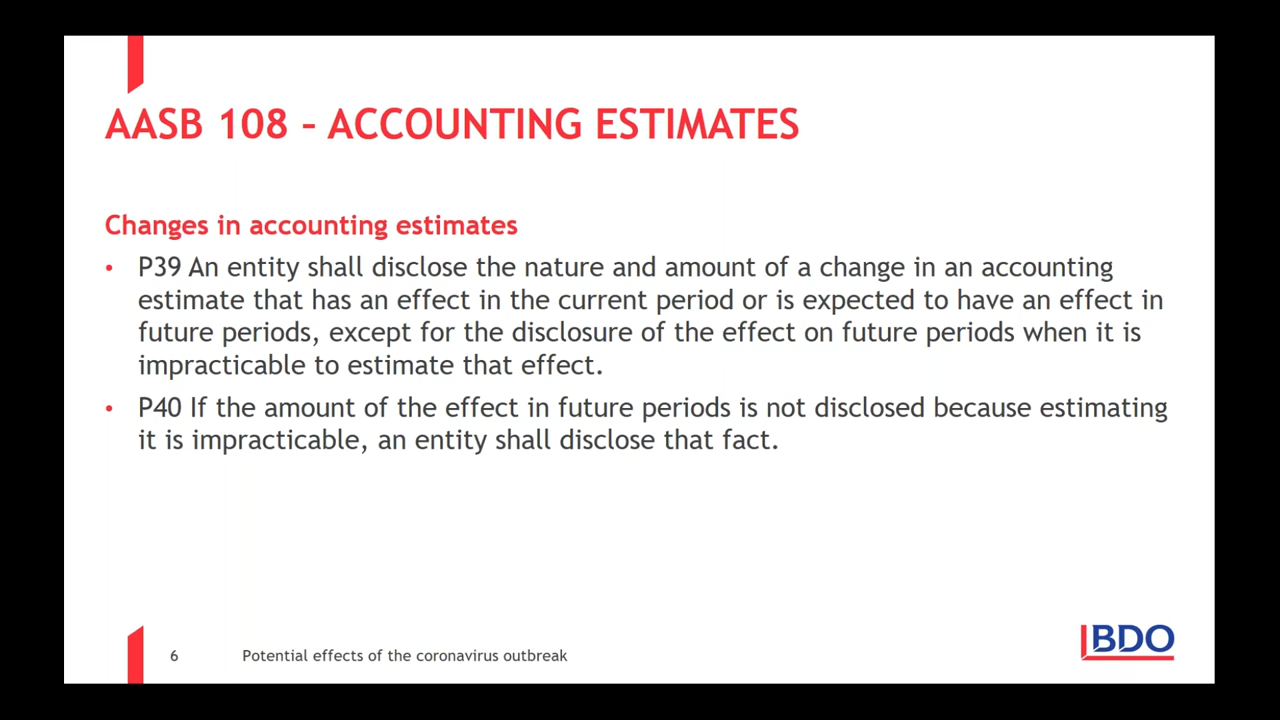 AASB 108 – ACCOUNTING ESTIMATES
Changes in accounting estimates
• P39 An entity shall disclose the nature and amount of a change in an accounting
estimate that has an effect in the current period or is expected to have an effect in
future periods, except for the disclosure of the effect on future periods when it is
impracticable to estimate that effect.
• P40 If the amount of the effect in future periods is not disclosed because estimating
it is impracticable, an entity shall disclose that fact.
6 Potential effects of the coronavirus outbreak
BDO